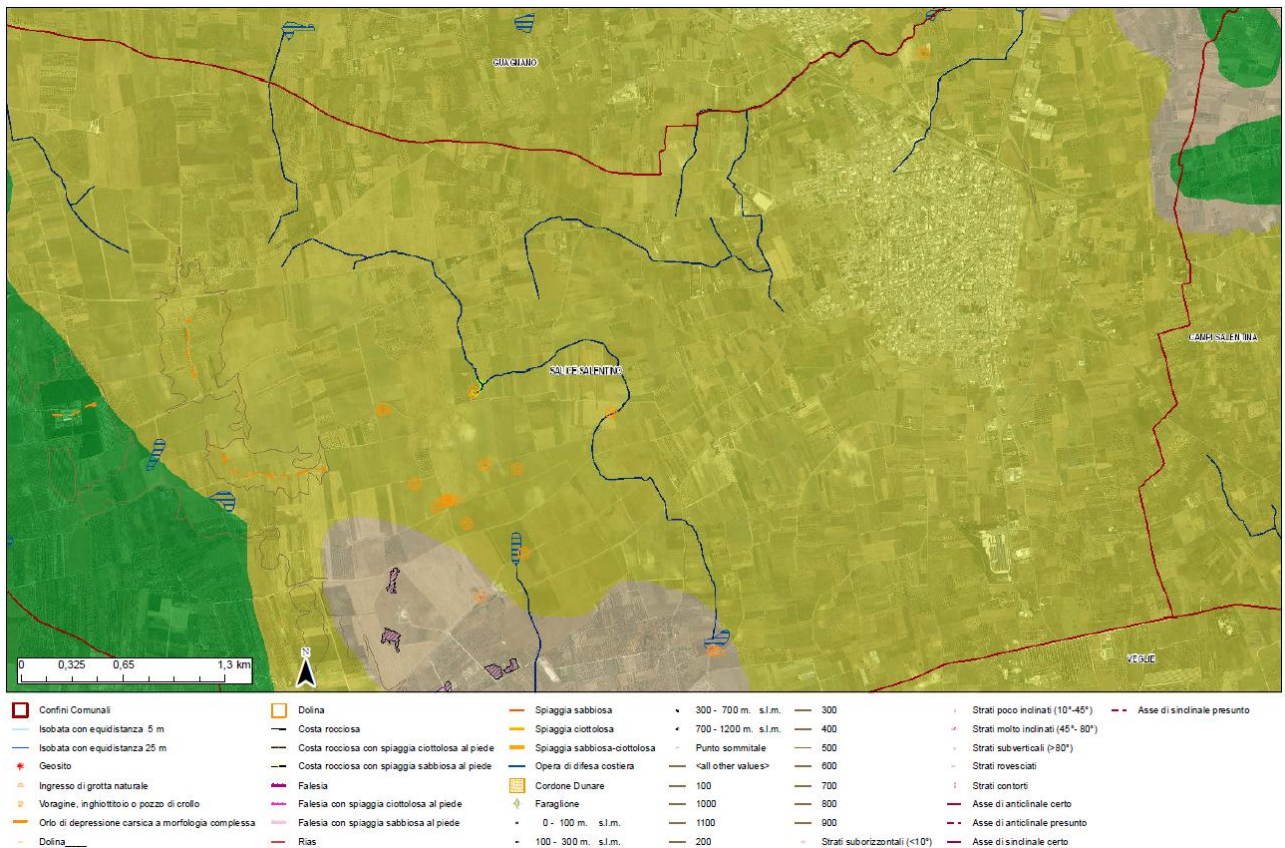 GUAGNANO
SALICE SALENTINO
CAMPI SALENTINA
VEGLIE
N
0 0,325 0,65 1,3 km
Confini Comunali
Isobata con equidistanza 5 m
Isobata con equidistanza 25 m
Geosito
Ingresso di grotta naturale
Voragine, inghiottitoio o pozzo di crollo
Orlo di depressione carsica a morfologia complessa
Dolina____
Dolina
Costa rocciosa
Costa rocciosa con spiaggia ciottolosa al piede
Costa rocciosa con spiaggia sabbiosa al piede
Falesia
Falesia con spiaggia ciottolosa al piede
Falesia con spiaggia sabbiosa al piede
Rias
Spiaggia sabbiosa
Spiaggia ciottolosa
Spiaggia sabbiosa-ciottolosa
Opera di difesa costiera
Cordone Dunare
Faraglione
0 - 100 m. s.l.m.
100 - 300 m. s.l.m.
300 - 700 m. s.l.m.
700 - 1200 m. s.l.m.
Punto sommitale
<all other values>
100
1000
1100
200
300
400
500
600
700
800
900
Strati suborizzontali (<10°)
Strati poco inclinati (10°-45°)
Strati molto inclinati (45°- 80°)
Strati subverticali (>80°)
Strati rovesciati
Strati contorti
Asse di anticlinale certo
Asse di anticlinale presunto
Asse di sinclinale certo
Asse di sinclinale presunto